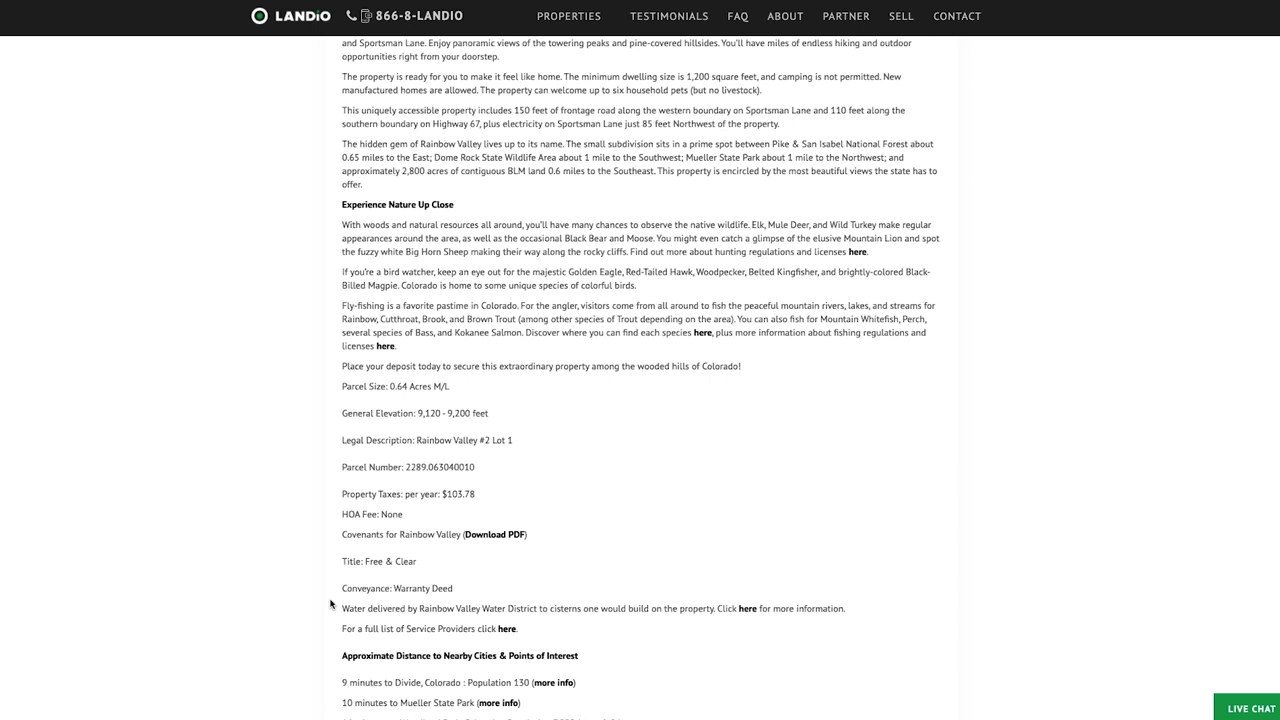 LANDiO 866-8-LANDIO PROPERTIES TESTIMONIALS FAQ ABOUT PARTNER SELL CONTACT
and Sportsman Lane. Enjoy panoramic views of the towering peaks and pine-covered hillsides. You'll have miles of endless hiking and outdoor
opportunities right from your doorstep.
The property is ready for you to make it feel like home. The minimum dwelling size is 1,200 square feet, and camping is not permitted. New
manufactured homes are allowed. The property can welcome up to six household pets (but no livestock).
This uniquely accessible property includes 150 feet of frontage road along the western boundary on Sportsman Lane and 110 feet along the
southern boundary on Highway 67, plus electricity on Sportsman Lane just 85 feet Northwest of the property.
The hidden gem of Rainbow Valley lives up to its name. The small subdivision sits in a prime spot between Pike & San Isabel National Forest about
0.65 miles to the East; Dome Rock State Wildlife Area about 1 mile to the Southwest; Mueller State Park about 1 mile to the Northwest; and
approximately 2,800 acres of contiguous BLM land 0.6 miles to the Southeast. This property is encircled by the most beautiful views the state has to
offer.
Experience Nature Up Close
With woods and natural resources all around, you'll have many chances to observe the native wildlife. Elk, Mule Deer, and Wild Turkey make regular
appearances around the area, as well as the occasional Black Bear and Moose. You might even catch a glimpse of the elusive Mountain Lion and spot
the fuzzy white Big Horn Sheep making their way along the rocky cliffs. Find out more about hunting regulations and licenses here.
If you're a bird watcher, keep an eye out for the majestic Golden Eagle, Red-Tailed Hawk, Woodpecker, Belted Kingfisher, and brightly-colored Black-
Billed Magpie. Colorado is home to some unique species of colorful birds.
Fly-fishing is a favorite pastime in Colorado. For the angler, visitors come from all around to fish the peaceful mountain rivers, lakes, and streams for
Rainbow, Cutthroat, Brook, and Brown Trout (among other species of Trout depending on the area). You can also fish for Mountain Whitefish, Perch,
several species of Bass, and Kokanee Salmon. Discover where you can find each species here, plus more information about fishing regulations and
licenses here.
Place your deposit today to secure this extraordinary property among the wooded hills of Colorado!
Parcel Size: 0.64 Acres M/L
General Elevation: 9,120 - 9,200 feet
Legal Description: Rainbow Valley #2 Lot 1
Parcel Number: 2289.063040010
Property Taxes: per year: $103.78
HOA Fee: None
Covenants for Rainbow Valley (Download PDF)
Title: Free & Clear
Conveyance: Warranty Deed
Water delivered by Rainbow Valley Water District to cisterns one would build on the property. Click here for more information.
For a full list of Service Providers click here.
Approximate Distance to Nearby Cities & Points of Interest
9 minutes to Divide, Colorado : Population 130 (more info)
10 minutes to Mueller State Park (more info)
LIVE CHAT